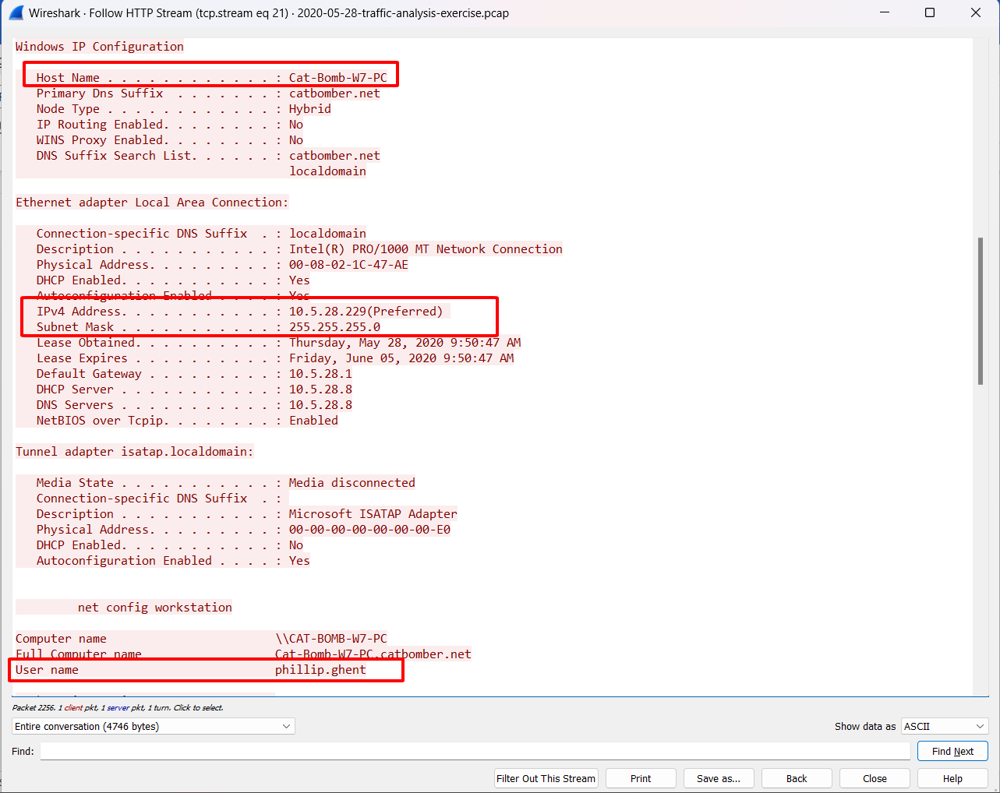 Wireshark · Follow HTTP Stream (tcp.stream eq 21) · 2020-05-28-traffic-analysis-exercise.pcap
Windows IP Configuration
Host Name . . . . . . . . . . . . : Cat-Bomb-W7-PC
Primary Dns Suffix  . . . . . . . : catbomber.net
Node Type . . . . . . . . . . . . : Hybrid
IP Routing Enabled. . . . . . . . : No
WINS Proxy Enabled. . . . . . . . : No
DNS Suffix Search List. . . . . . : catbomber.net
localdomain
Ethernet adapter Local Area Connection:
Connection-specific DNS Suffix  . : localdomain
Description . . . . . . . . . . . : Intel(R) PRO/1000 MT Network Connection
Physical Address. . . . . . . . . : 00-08-02-1C-47-AE
DHCP Enabled. . . . . . . . . . . : Yes
Autoconfiguration Enabled . . . . : Yes
IPv4 Address. . . . . . . . . . . : 10.5.28.229(Preferred)
Subnet Mask . . . . . . . . . . . : 255.255.255.0
Lease Obtained. . . . . . . . . . : Thursday, May 28, 2020 9:50:47 AM
Lease Expires . . . . . . . . . . : Friday, June 05, 2020 9:50:47 AM
Default Gateway . . . . . . . . . : 10.5.28.1
DHCP Server . . . . . . . . . . . : 10.5.28.8
DNS Servers . . . . . . . . . . . : 10.5.28.8
NetBIOS over Tcpip. . . . . . . . : Enabled
Tunnel adapter isatap.localdomain:
Media State . . . . . . . . . . . : Media disconnected
Connection-specific DNS Suffix  . :
Description . . . . . . . . . . . : Microsoft ISATAP Adapter
Physical Address. . . . . . . . . : 00-00-00-00-00-00-00-E0
DHCP Enabled. . . . . . . . . . . : No
Autoconfiguration Enabled . . . . : Yes
net config workstation
Computer name \\CAT-BOMB-W7-PC
Full Computer name Cat-Bomb-W7-PC.catbomber.net
User name phillip.ghent
Packet 2256. 1 client pkt, 1 server pkt, 1 turn. Click to select.
Entire conversation (4746 bytes)
Show data as ASCII
Find:
Find Next
Filter Out This Stream
Print
Save as...
Back
Close
Help